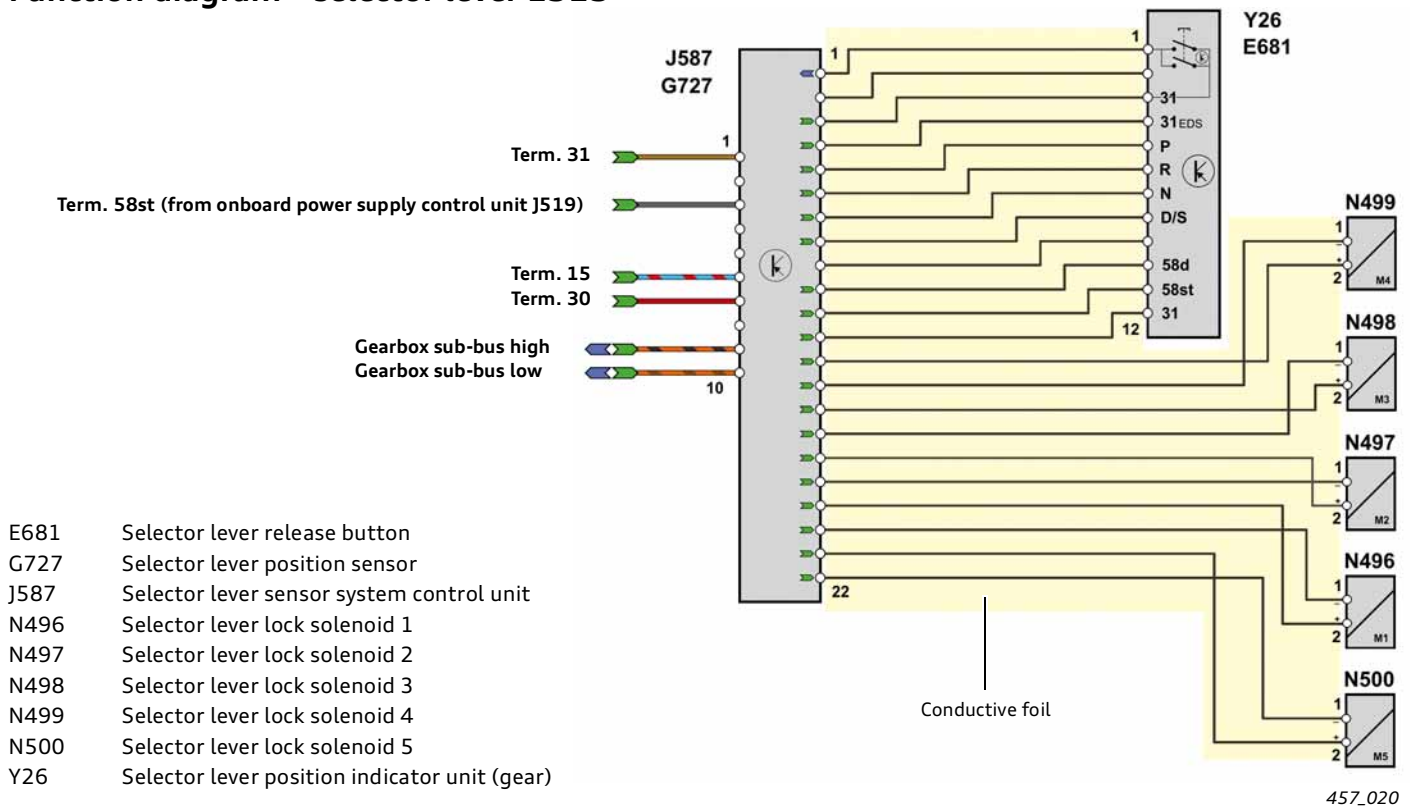 Y26
E681
J587
G727
1
1
31
31EDS
P
R
N
D/S
58d
58st
31
12
1
Term. 31
Term. 58st (from onboard power supply control unit J519)
Term. 15
Term. 30
Gearbox sub-bus high
Gearbox sub-bus low
10
22
N499
1
−
+
2
M4
N498
1
−
+
2
M3
N497
1
−
+
2
M2
N496
1
−
+
2
M1
N500
1
−
+
2
M5
Conductive foil
E681 Selector lever release button
G727 Selector lever position sensor
J587 Selector lever sensor system control unit
N496 Selector lever lock solenoid 1
N497 Selector lever lock solenoid 2
N498 Selector lever lock solenoid 3
N499 Selector lever lock solenoid 4
N500 Selector lever lock solenoid 5
Y26 Selector lever position indicator unit (gear)
457_020